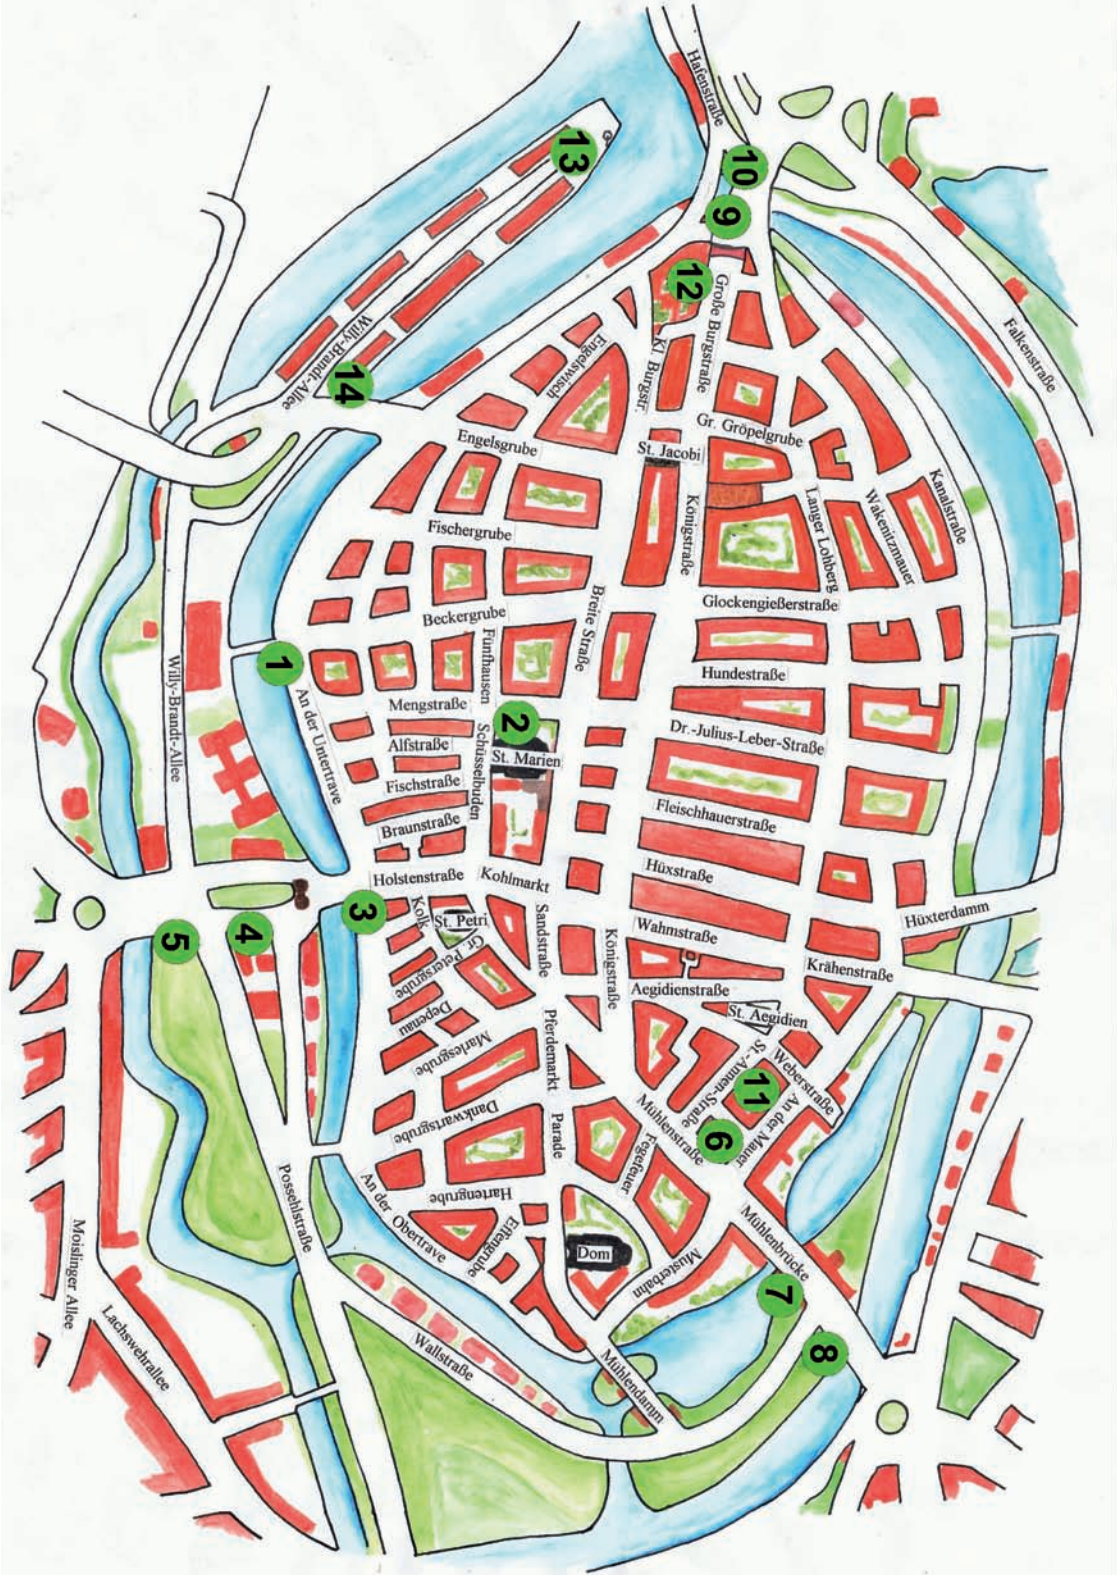 Hafenstraße
10
13
9
12
Große Burgstraße
Falkenstraße
Willy-Brandt-Allee
14
Engelswisch
Kl. Burgstr.
Engelsgrube
Gr. Gröpelgrube
St. Jacobi
Kanalstraße
Wakenitzmauer
Langer Lohberg
Königstraße
Fischergrube
Glockengießerstraße
Beckergrube
Breite Straße
Fünfhausen
1
Hundestraße
Willy-Brandt-Allee
An der Untertrave
Mengstraße
2
Dr.-Julius-Leber-Straße
Alfstraße
Schüsselbuden
St. Marien
Fischstraße
Fleischhauerstraße
Braunstraße
Holstenstraße
Kohlmarkt
Hüxstraße
3
Kolk
St. Petri
Sandstraße
Hüxterdamm
5
4
Wahmstraße
Gr. Petersgrube
Königstraße
Krähenstraße
Aegidienstraße
Depenau
St. Aegidien
Marlesgrube
Pferdemarkt
Weberstraße
St.-Annen-Straße
11
An der Mauer
Dankwartsgrube
Parade
Mühlenstraße
6
Fegefeuer
Hartengrube
An der
Obertrave
Possehlstraße
Effengrube
Mühlenbrücke
Dom
Musterbahn
Moislinger Allee
7
Lachswehrallee
Wallstraße
8
Mühlendamm